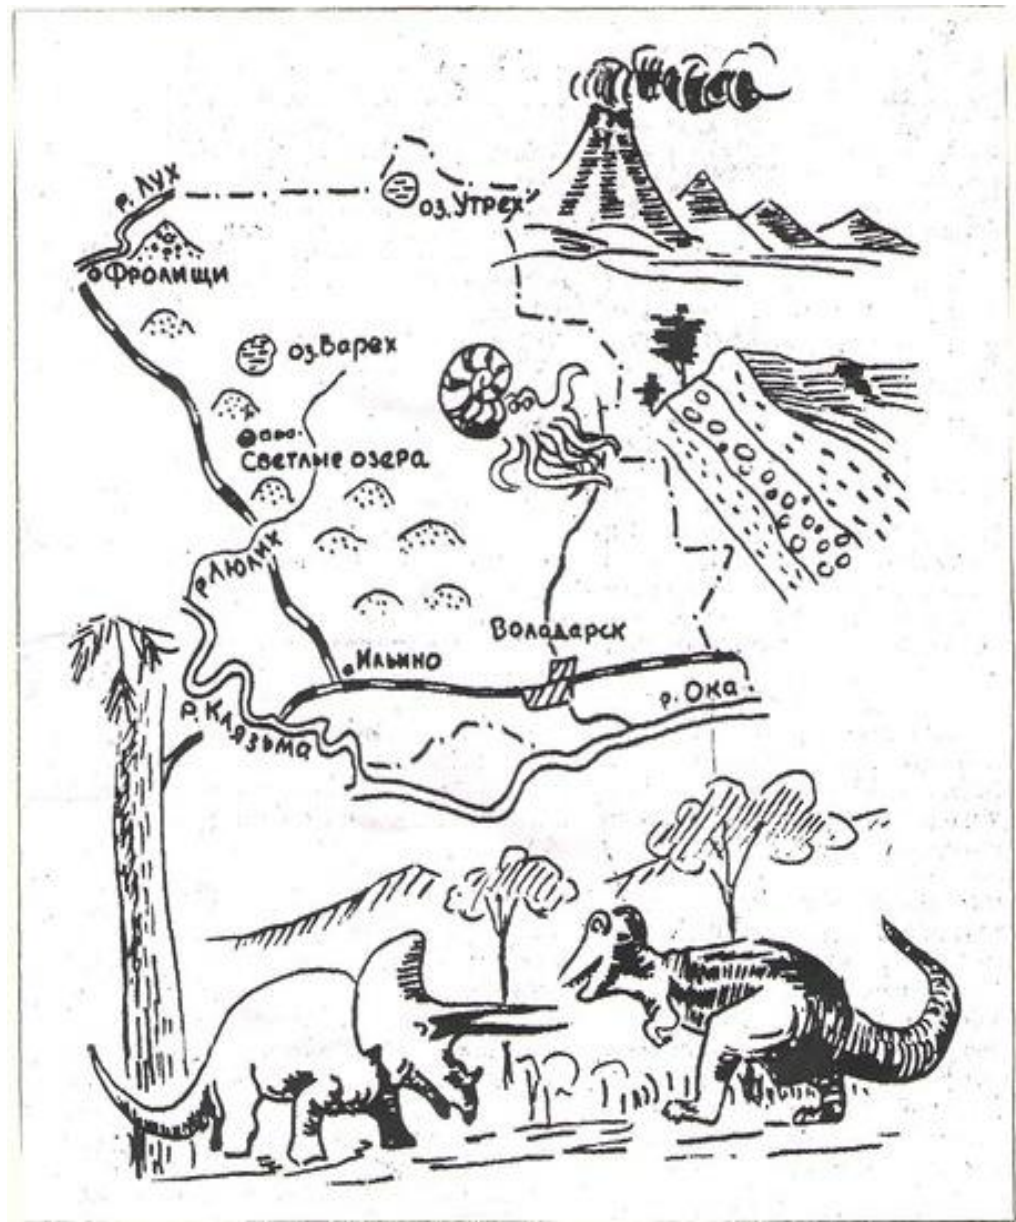 р. Лух
оз. Утрех
Фролищи
оз. Варех
Светлые озера
р. Люлих
Володарск
Ильино
р. Ока
р. Клязьма